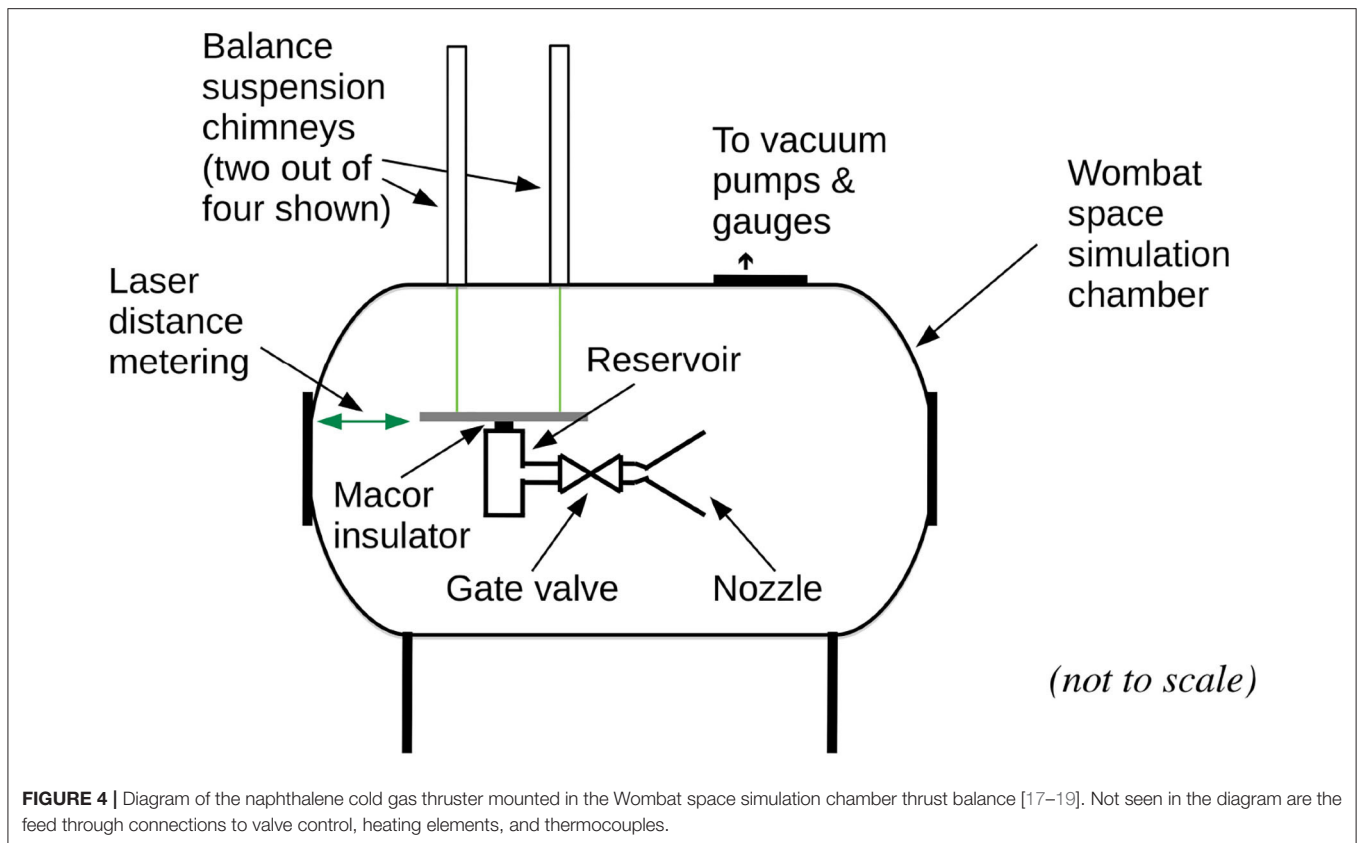 Balance
suspension
chimneys
(two out of
four shown)
To vacuum
pumps &
gauges
Wombat
space
simulation
chamber
Laser
distance
metering
Reservoir
Macor
insulator
Gate valve
Nozzle
(not to scale)
FIGURE 4 | Diagram of the naphthalene cold gas thruster mounted in the Wombat space simulation chamber thrust balance [17–19]. Not seen in the diagram are the
feed through connections to valve control, heating elements, and thermocouples.